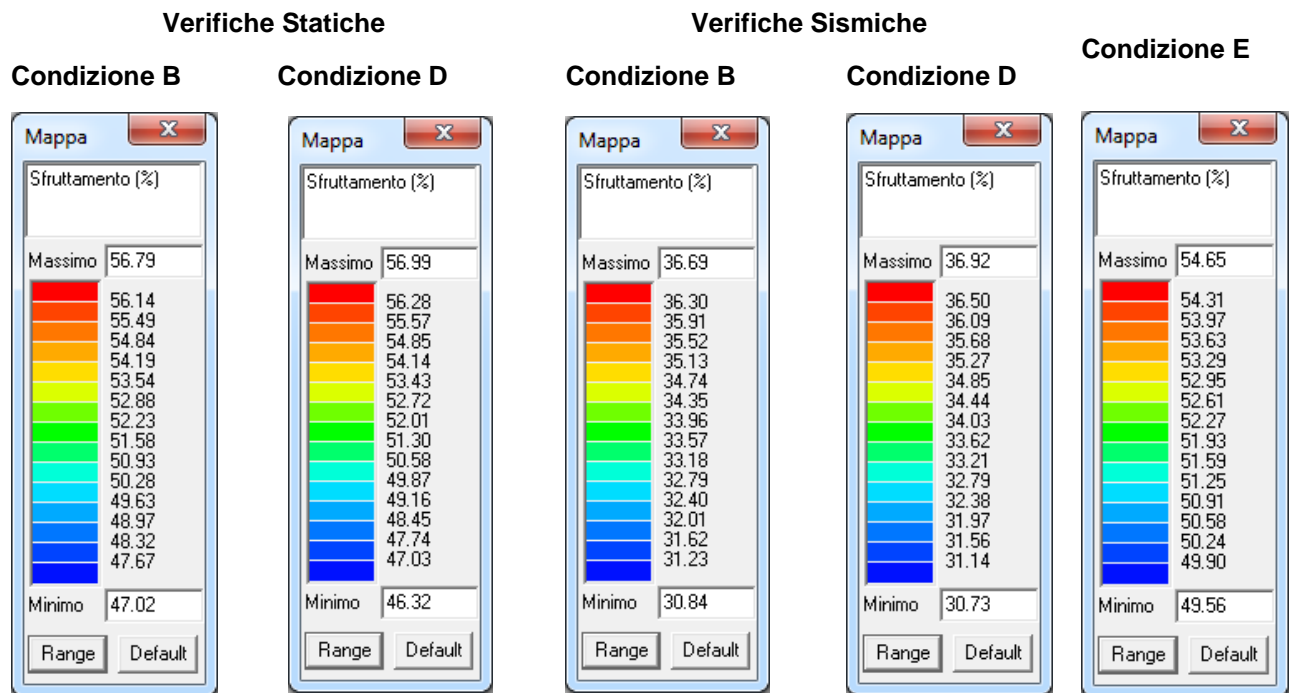 Verifiche Statiche
Verifiche Sismiche
Condizione B
Condizione D
Condizione B
Condizione D
Condizione E
Mappa
Sfruttamento (%)
Massimo 56.79
56.14
55.49
54.84
54.19
53.54
52.88
52.23
51.58
50.93
50.28
49.63
48.97
48.32
47.67
Minimo 47.02
Range Default
Mappa
Sfruttamento (%)
Massimo 56.99
56.28
55.57
54.85
54.14
53.43
52.72
52.01
51.30
50.58
49.87
49.16
48.45
47.74
47.03
Minimo 46.32
Range Default
Mappa
Sfruttamento (%)
Massimo 36.69
36.30
35.91
35.52
35.13
34.74
34.35
33.96
33.57
33.18
32.79
32.40
32.01
31.62
31.23
Minimo 30.84
Range Default
Mappa
Sfruttamento (%)
Massimo 36.92
36.50
36.09
35.68
35.27
34.85
34.44
34.03
33.62
33.21
32.79
32.38
31.97
31.56
31.14
Minimo 30.73
Range Default
Mappa
Sfruttamento (%)
Massimo 54.65
54.31
53.97
53.63
53.29
52.95
52.61
52.27
51.93
51.59
51.25
50.91
50.58
50.24
49.90
Minimo 49.56
Range Default